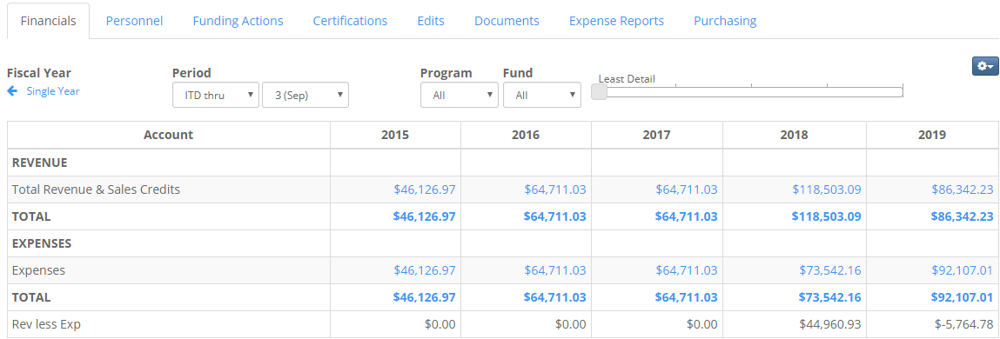 Financials Personnel Funding Actions Certifications Edits Documents Expense Reports Purchasing
Fiscal Year Period Program Fund
Least Detail
Single Year ITD thru 3 (Sep) All All
Account 2015 2016 2017 2018 2019
REVENUE
Total Revenue & Sales Credits $46,126.97 $64,711.03 $64,711.03 $118,503.09 $86,342.23
TOTAL $46,126.97 $64,711.03 $64,711.03 $118,503.09 $86,342.23
EXPENSES
Expenses $46,126.97 $64,711.03 $64,711.03 $73,542.16 $92,107.01
TOTAL $46,126.97 $64,711.03 $64,711.03 $73,542.16 $92,107.01
Rev less Exp $0.00 $0.00 $0.00 $44,960.93 $-5,764.78